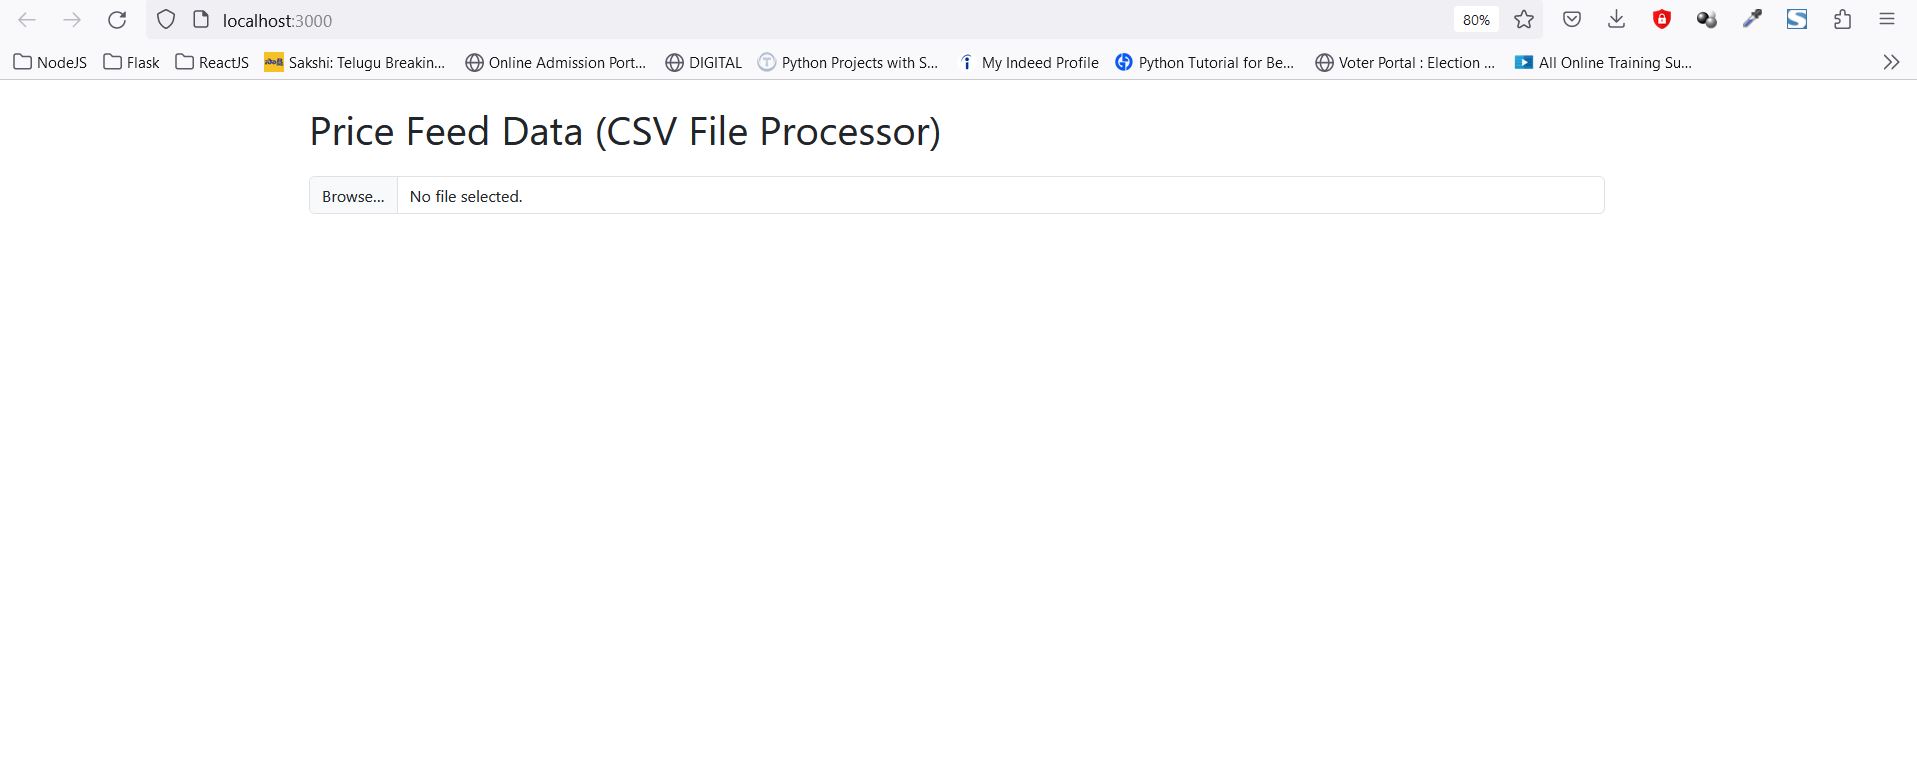 localhost:3000 80%
NodeJS Flask ReactJS Sakshi: Telugu Breakin... Online Admission Port... DIGITAL Python Projects with S... My Indeed Profile Python Tutorial for Be... Voter Portal : Election ... All Online Training Su...
Price Feed Data (CSV File Processor)
Browse... No file selected.